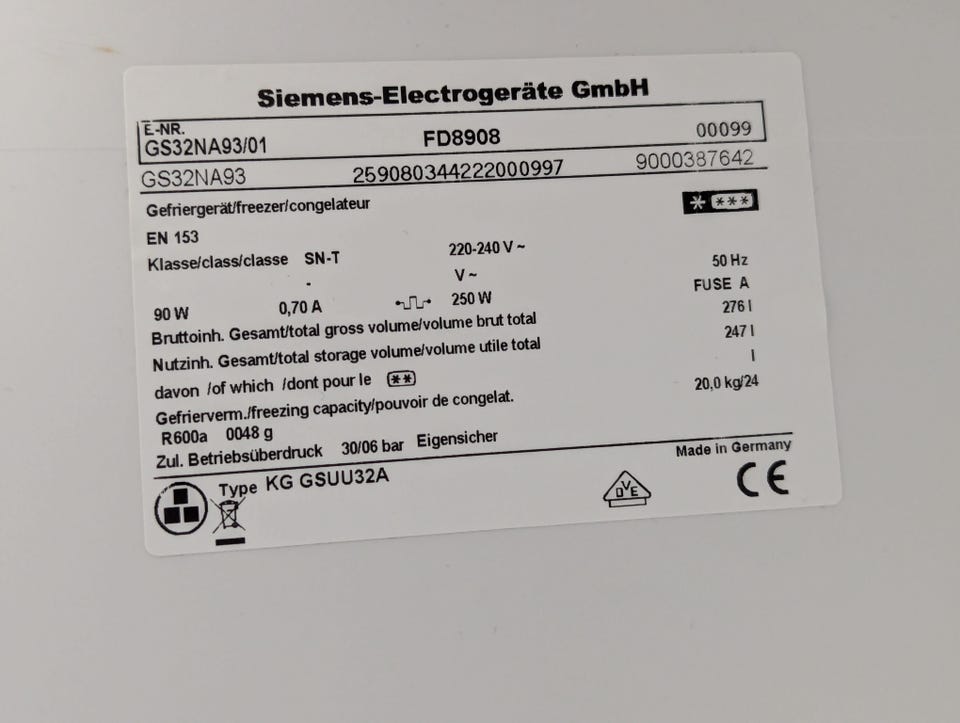 Siemens-Electrogeräte GmbH
E-NR.
GS32NA93/01 FD8908 00099
GS32NA93 259080344222000997 9000387642
Gefriergerät/freezer/congelateur * ***
EN 153
Klasse/class/classe SN-T 220-240 V ~ 50 Hz
- V ~ FUSE A
90 W 0,70 A 250 W
Bruttoinh. Gesamt/total gross volume/volume brut total 276 l
Nutzinh. Gesamt/total storage volume/volume utile total 247 l
davon /of which /dont pour le ** l
Gefrierverm./freezing capacity/pouvoir de congelat. 20,0 kg/24
R600a 0048 g
Zul. Betriebsüberdruck 30/06 bar Eigensicher
Made in Germany
Type KG GSUU32A
DVE
CE